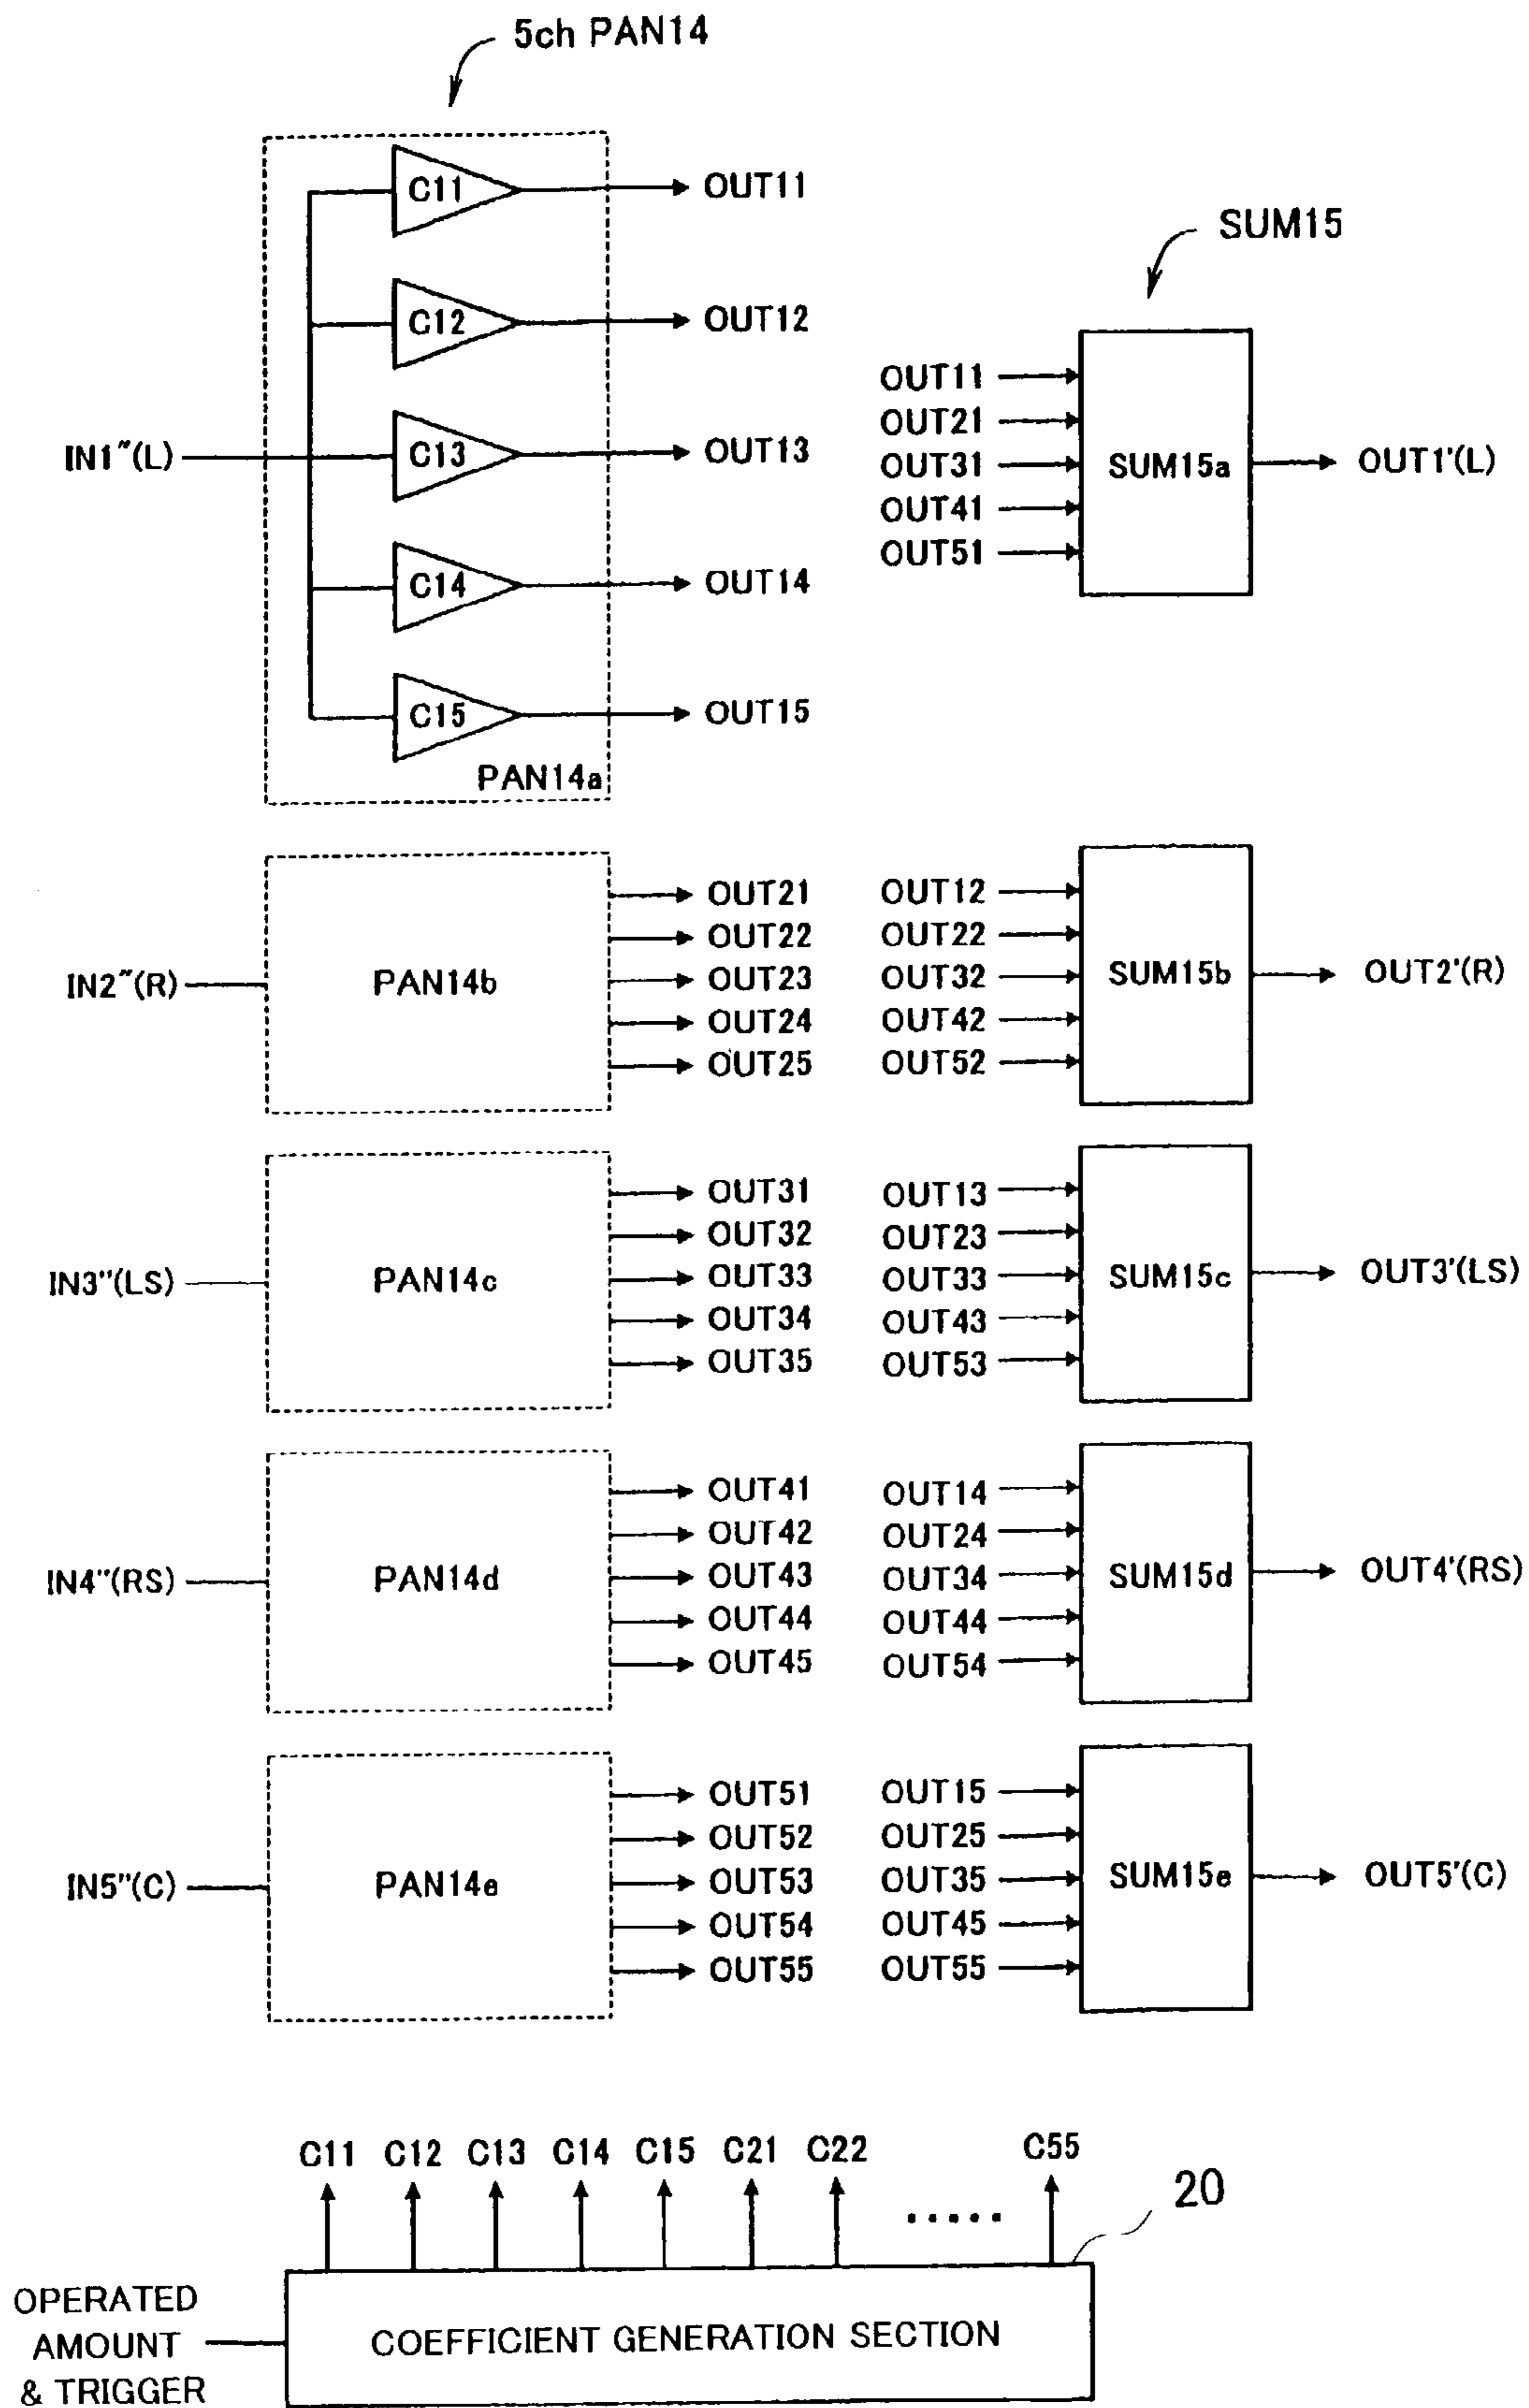 5ch PAN14
C11
OUT11
C12
OUT12
IN1"(L)
C13
OUT13
C14
OUT14
C15
OUT15
PAN14a
SUM15
OUT11
OUT21
OUT31
OUT41
OUT51
SUM15a
OUT1'(L)
IN2"(R)
PAN14b
OUT21
OUT22
OUT23
OUT24
OUT25
OUT12
OUT22
OUT32
OUT42
OUT52
SUM15b
OUT2'(R)
IN3"(LS)
PAN14c
OUT31
OUT32
OUT33
OUT34
OUT35
OUT13
OUT23
OUT33
OUT43
OUT53
SUM15c
OUT3'(LS)
IN4"(RS)
PAN14d
OUT41
OUT42
OUT43
OUT44
OUT45
OUT14
OUT24
OUT34
OUT44
OUT54
SUM15d
OUT4'(RS)
IN5"(C)
PAN14e
OUT51
OUT52
OUT53
OUT54
OUT55
OUT15
OUT25
OUT35
OUT45
OUT55
SUM15e
OUT5'(C)
C11 C12 C13 C14 C15 C21 C22 ..... C55
20
OPERATED
AMOUNT
& TRIGGER
COEFFICIENT GENERATION SECTION